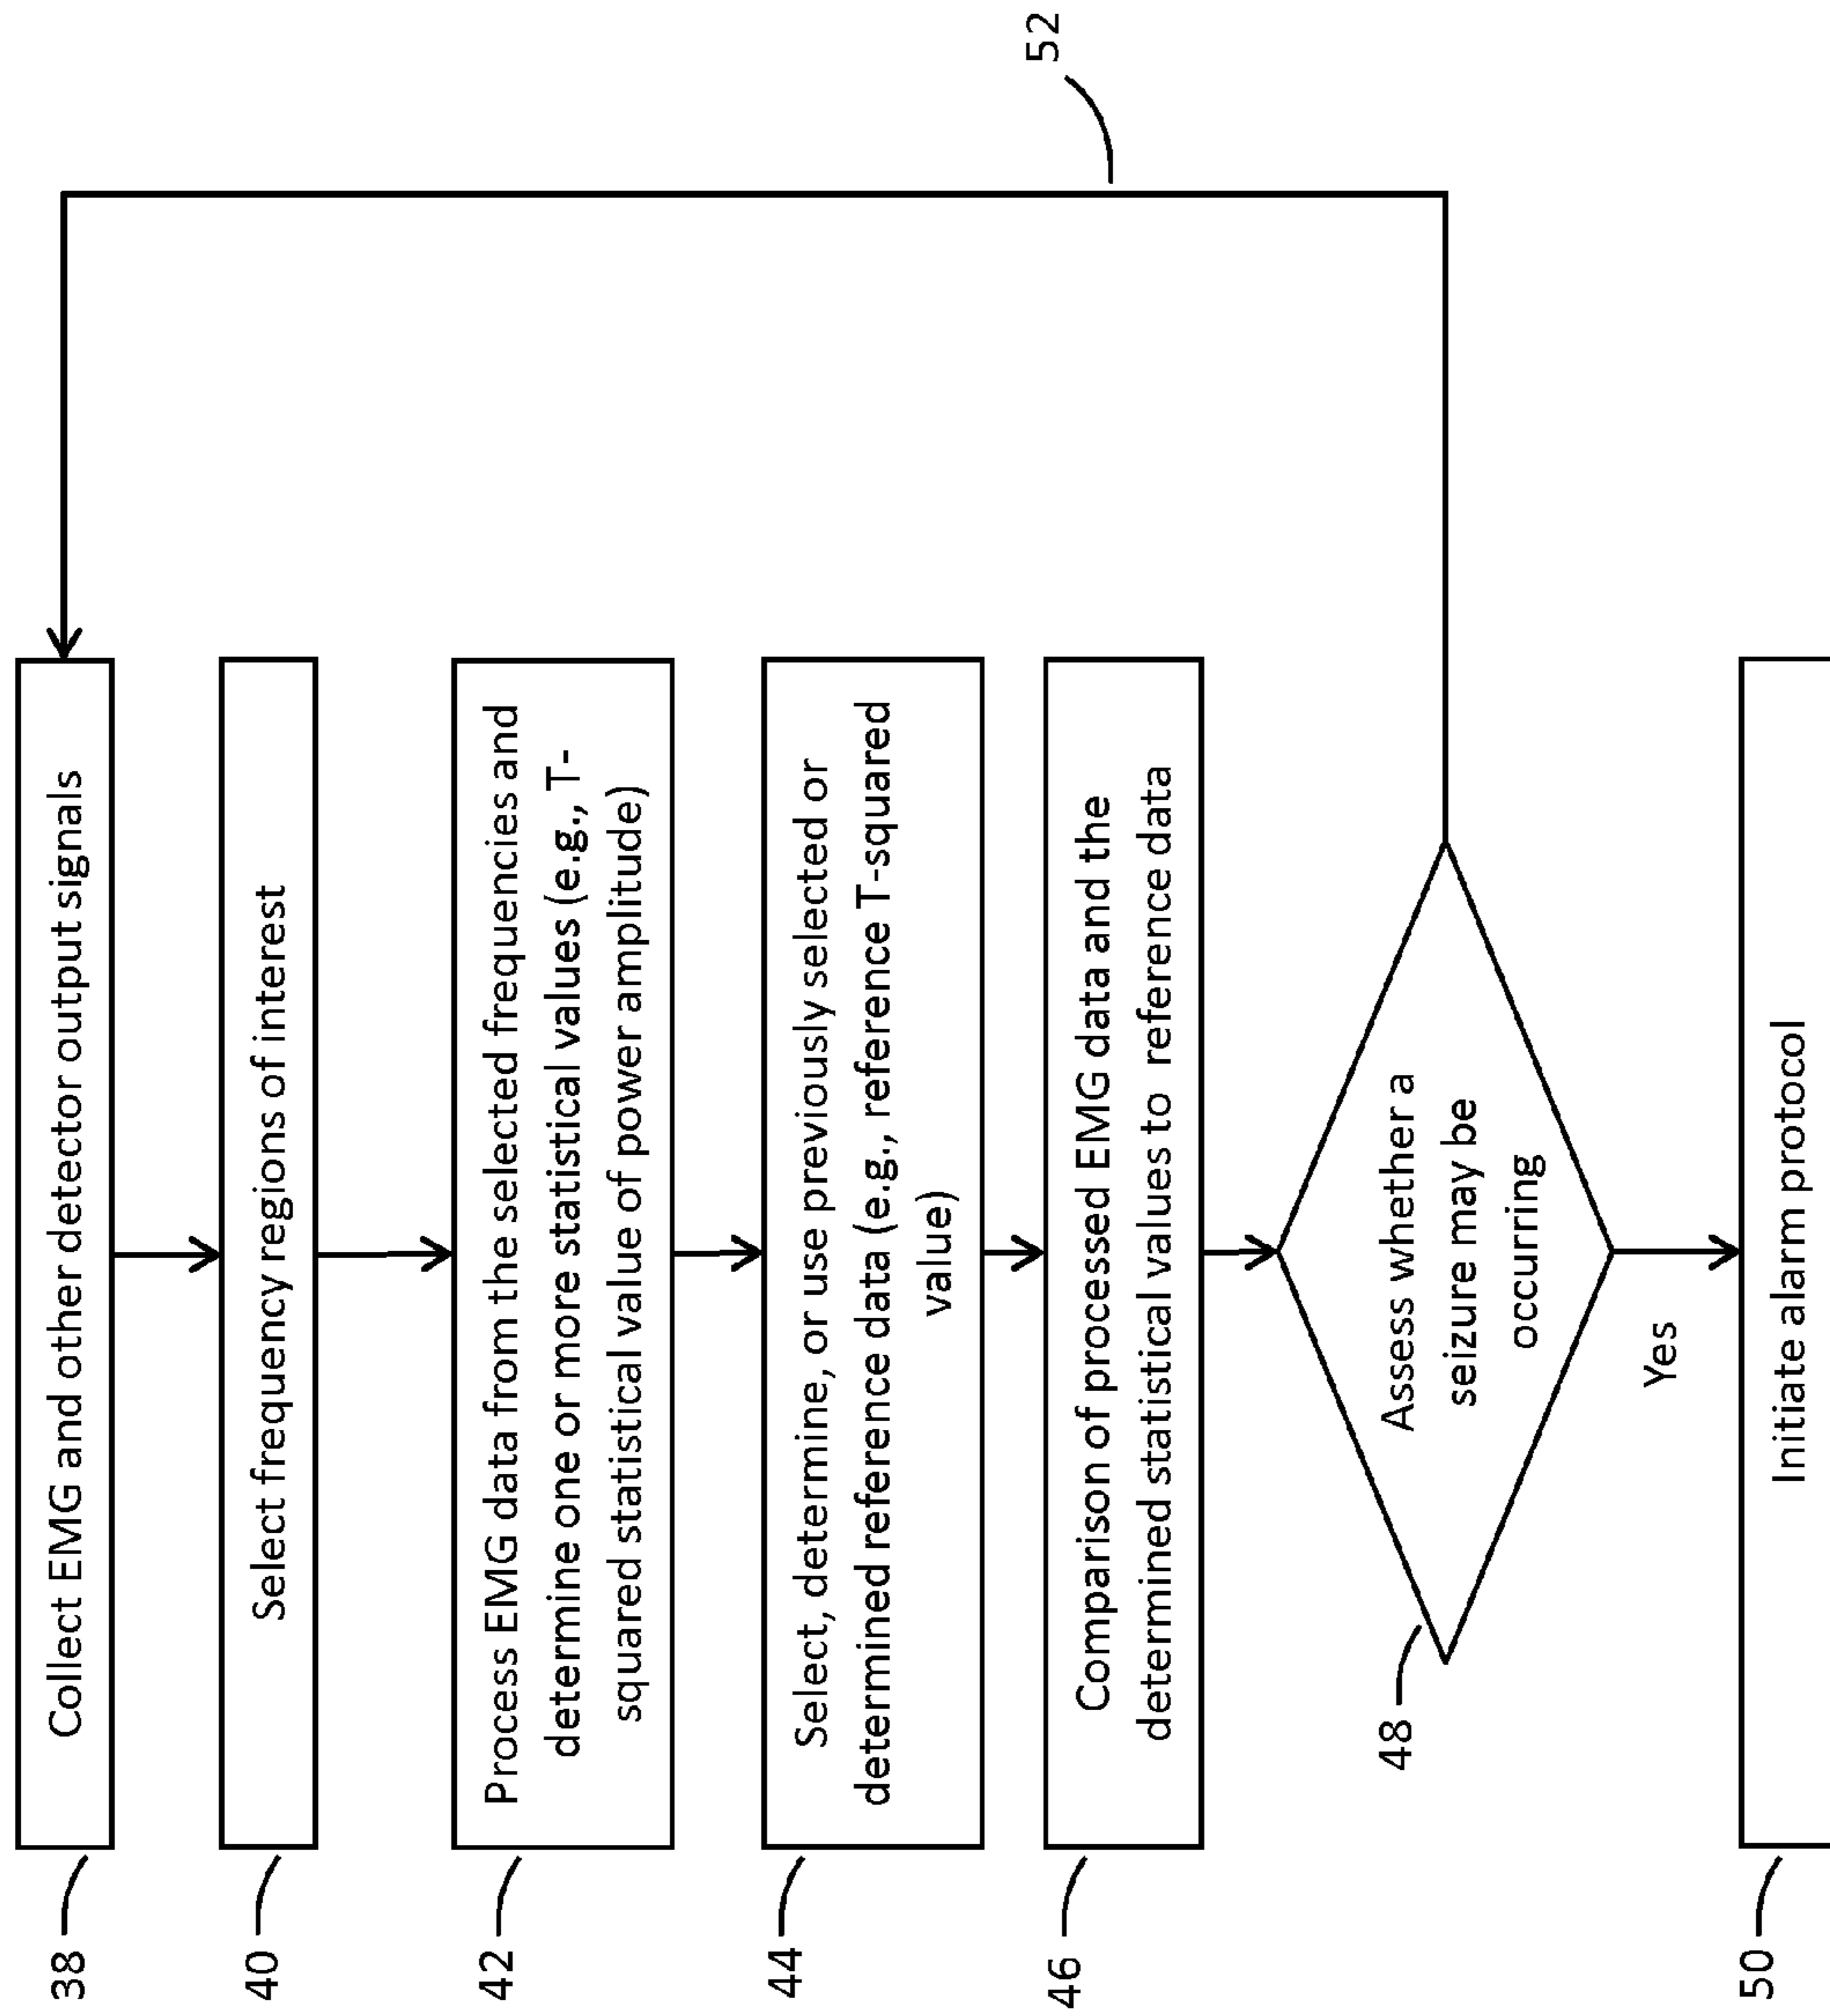 38
Collect EMG and other detector output signals
40
Select frequency regions of interest
42
Process EMG data from the selected frequencies and
determine one or more statistical values (e.g., T-
squared statistical value of power amplitude)
44
Select, determine, or use previously selected or
determined reference data (e.g., reference T-squared
value)
46
Comparison of processed EMG data and the
determined statistical values to reference data
48
Assess whether a
seizure may be
occurring
52
Yes
50
Initiate alarm protocol